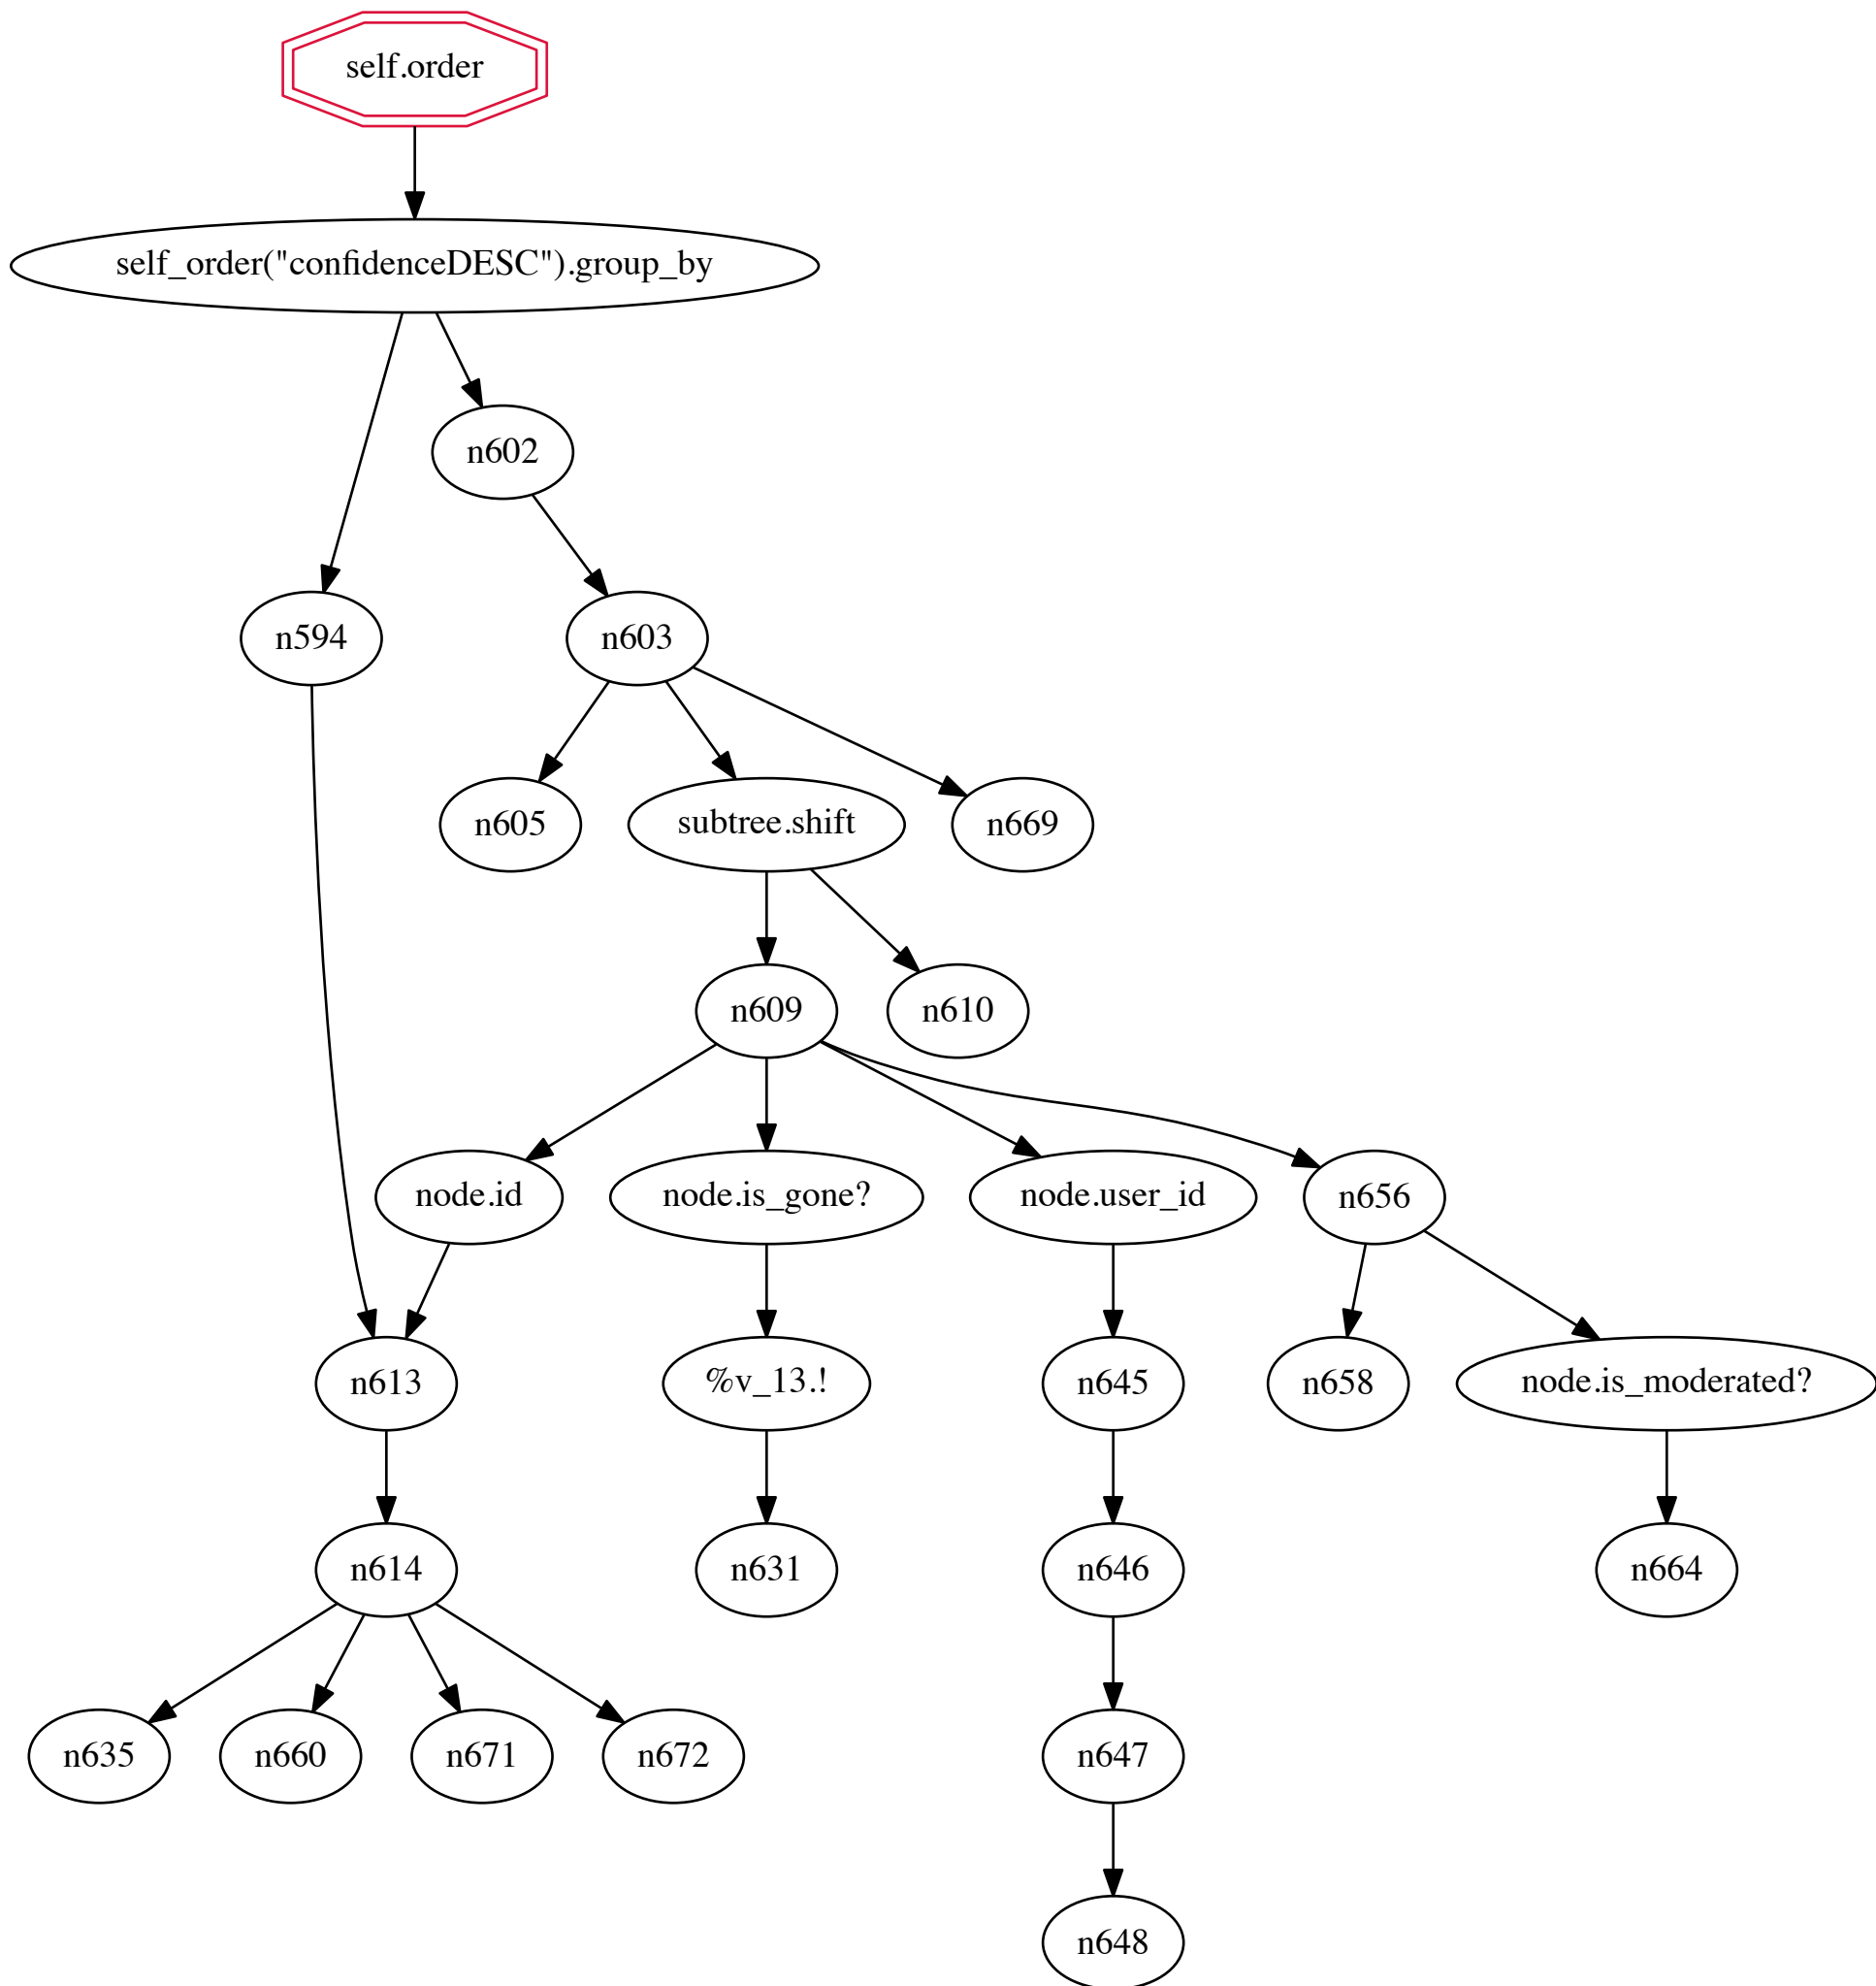 self.order
self_order("confidenceDESC").group_by
n602
n594
n603
n605
subtree.shift
n669
n609
n610
node.id
node.is_gone?
node.user_id
n656
n613
%v_13.!
n645
n658
node.is_moderated?
n614
n631
n646
n664
n635
n660
n671
n672
n647
n648